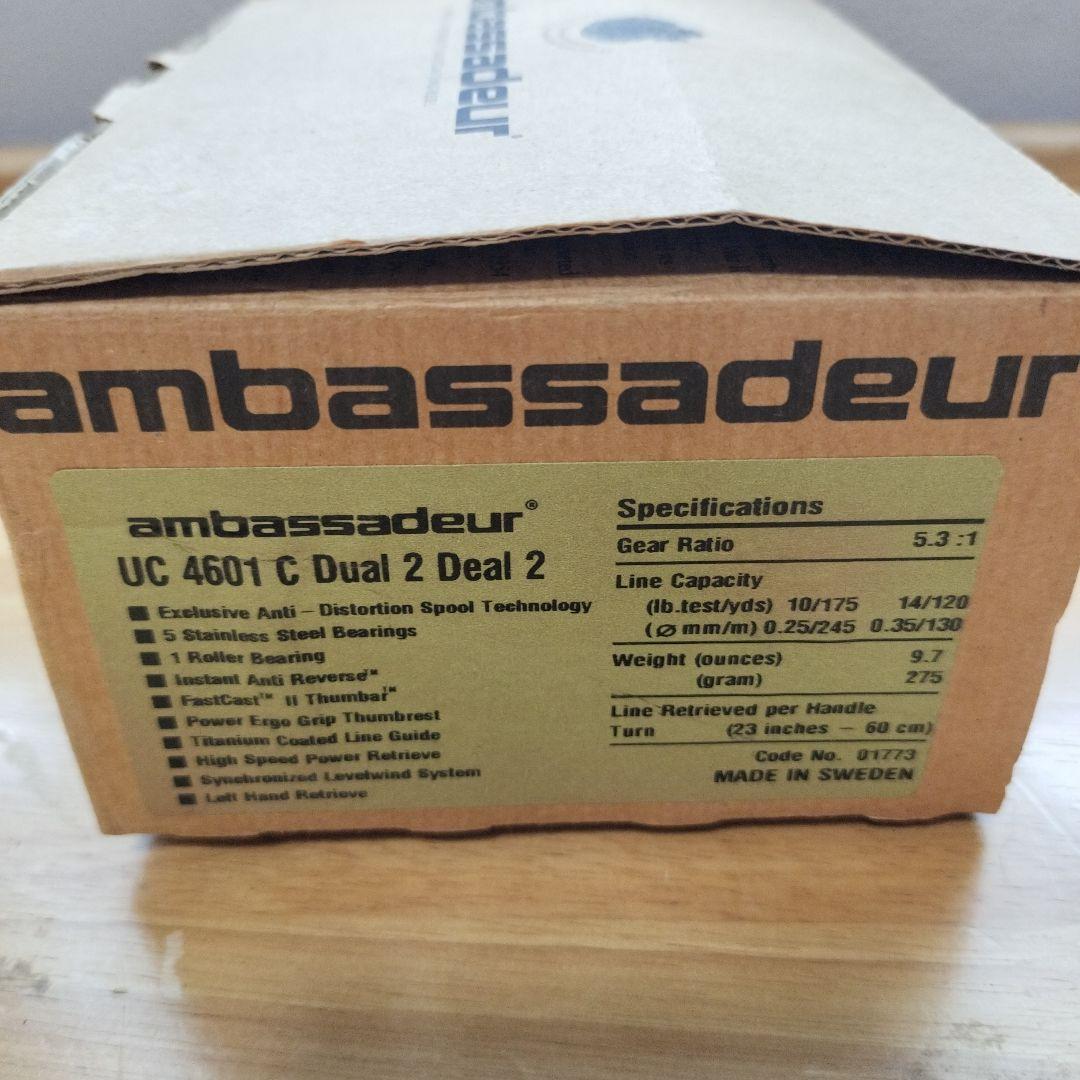 ambassadeur
ambassadeur
ambassadeur®
UC 4601 C Dual 2 Deal 2
■ Exclusive Anti – Distortion Spool Technology
■ 5 Stainless Steel Bearings
■ 1 Roller Bearing
■ Instant Anti Reverse™
■ FastCast™ II Thumbar™
■ Power Ergo Grip Thumbrest
■ Titanium Coated Line Guide
■ High Speed Power Retrieve
■ Synchronized Levelwind System
■ Left Hand Retrieve
Specifications
Gear Ratio 5.3 :1
Line Capacity
(lb.test/yds) 10/175 14/120
(Ø mm/m) 0.25/245 0.35/130
Weight (ounces) 9.7
(gram) 275
Line Retrieved per Handle
Turn (23 inches – 60 cm)
Code No. 01773
MADE IN SWEDEN